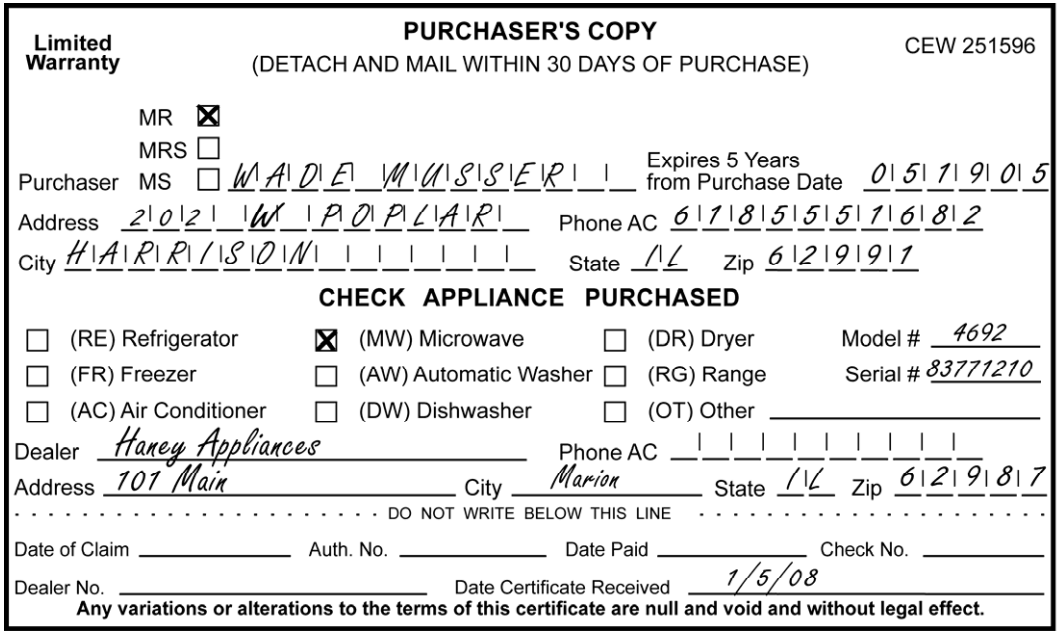 Limited Warranty
PURCHASER'S COPY
CEW 251596
(DETACH AND MAIL WITHIN 30 DAYS OF PURCHASE)
MR
MRS
Purchaser MS WADE MUSSER Expires 5 Years from Purchase Date 051905
Address 202 W POPLAR Phone AC 6185551682
City HARRISON State IL Zip 62991
CHECK APPLIANCE PURCHASED
(RE) Refrigerator (MW) Microwave (DR) Dryer Model # 4692
(FR) Freezer (AW) Automatic Washer (RG) Range Serial # 83771210
(AC) Air Conditioner (DW) Dishwasher (OT) Other
Dealer Haney Appliances Phone AC
Address 101 Main City Marion State IL Zip 62987
DO NOT WRITE BELOW THIS LINE
Date of Claim Auth. No. Date Paid Check No.
Dealer No. Date Certificate Received 1/5/08
Any variations or alterations to the terms of this certificate are null and void and without legal effect.